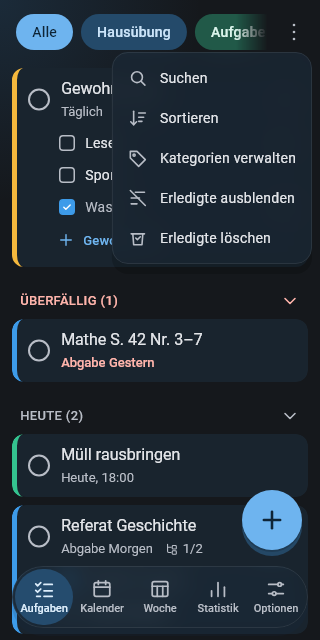 Alle
Hausübung
Aufgabe
Suchen
Sortieren
Kategorien verwalten
Erledigte ausblenden
Erledigte löschen
Täglich
ÜBERFÄLLIG (1)
Mathe S. 42 Nr. 3–7
Abgabe Gestern
HEUTE (2)
Müll rausbringen
Heute, 18:00
Referat Geschichte
Abgabe Morgen 1/2
Aufgaben
Kalender
Woche
Statistik
Optionen